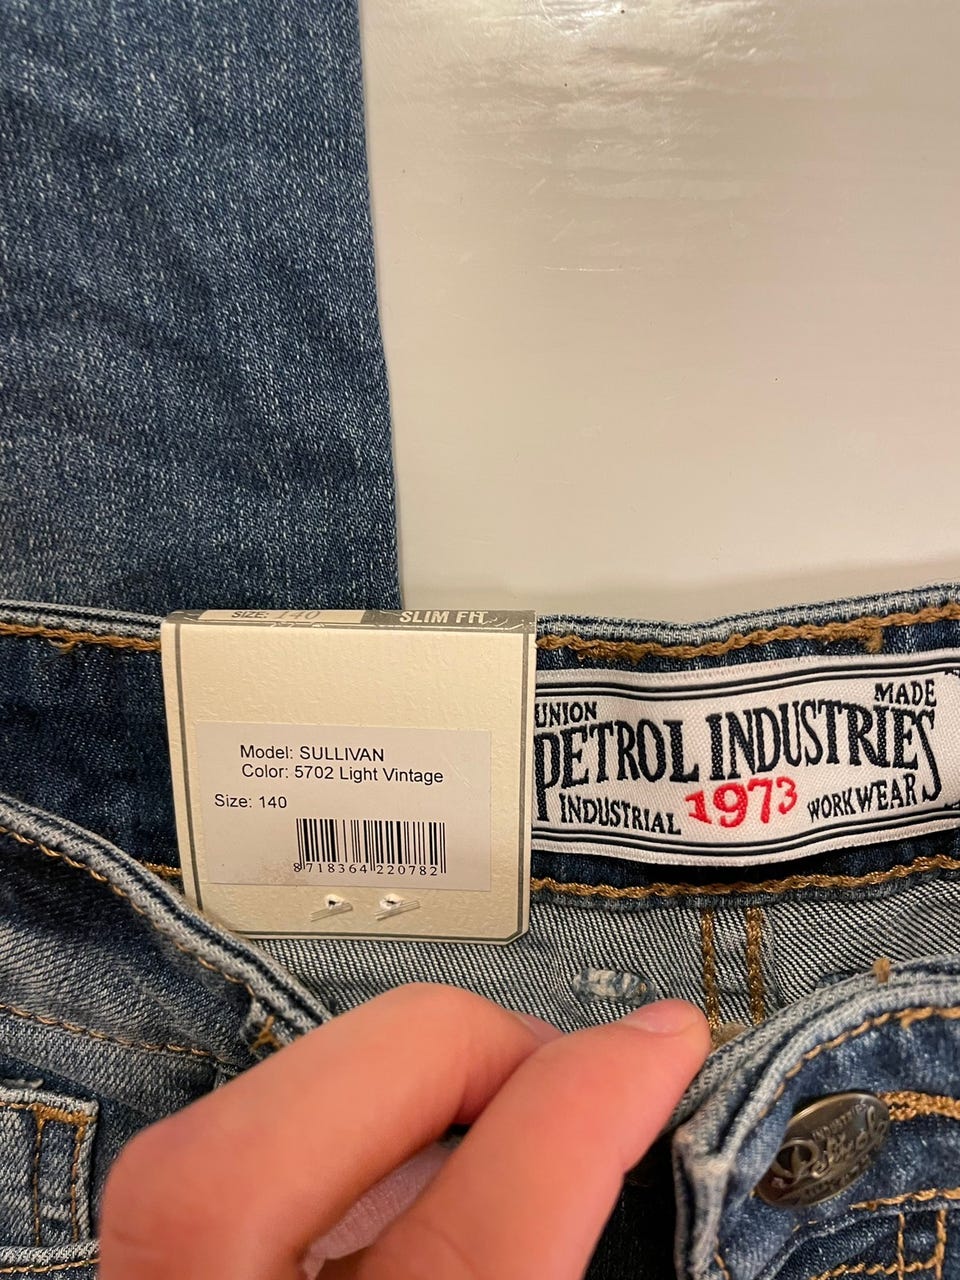 SIZE: 140 SLIM FIT
Model: SULLIVAN
Color: 5702 Light Vintage
Size: 140
8718364220782
UNION MADE
PETROL INDUSTRIES
INDUSTRIAL 1973 WORKWEAR
Petrol